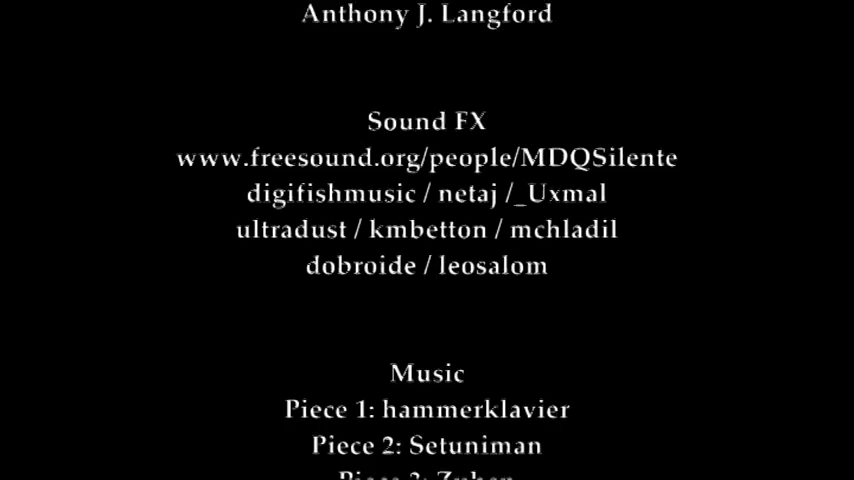 Anthony J. Langford
Sound FX
www.freesound.org/people/MDQSilente
digifishmusic / netaj /_Uxmal
ultradust / kmbetton / mchladil
dobroide / leosalom
Music
Piece 1: hammerklavier
Piece 2: Setuniman